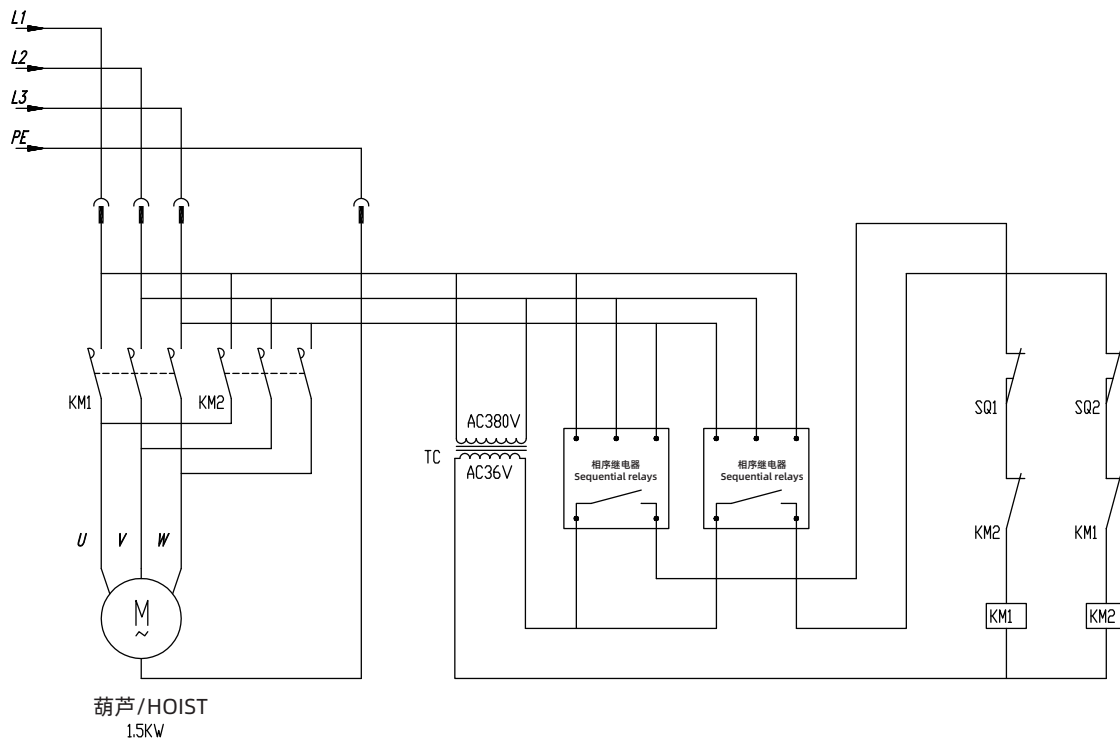 L1
L2
L3
PE
KM1
KM2
AC380V
TC
AC36V
相序继电器
Sequential relays
相序继电器
Sequential relays
SQ1
SQ2
KM2
KM1
U
V
W
M
~
KM1
KM2
葫芦/HOIST
1.5KW